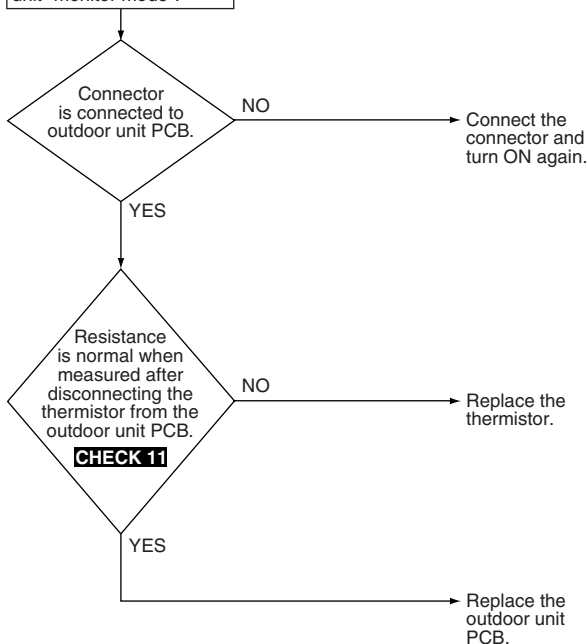 unit "monitor mode".
Connector
is connected to
outdoor unit PCB.
NO
Connect the
connector and
turn ON again.
YES
Resistance
is normal when
measured after
disconnecting the
thermistor from the
outdoor unit PCB.
CHECK 11
NO
Replace the
thermistor.
YES
Replace the
outdoor unit
PCB.